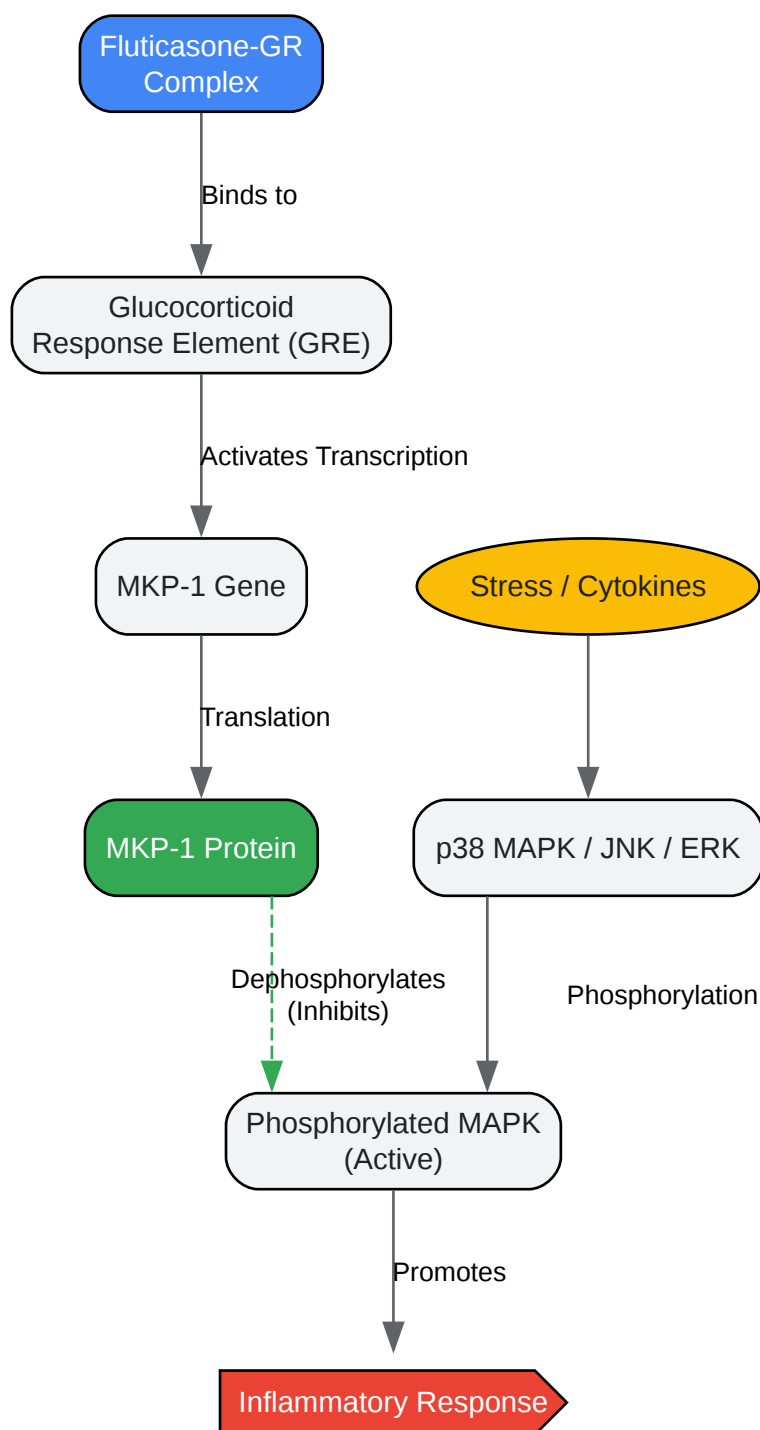 Fluticasone-GR
Complex
Binds to
Glucocorticoid
Response Element (GRE)
Activates Transcription
MKP-1 Gene
Stress / Cytokines
Translation
MKP-1 Protein
p38 MAPK / JNK / ERK
Dephosphorylates
(Inhibits)
Phosphorylation
Phosphorylated MAPK
(Active)
Promotes
Inflammatory Response